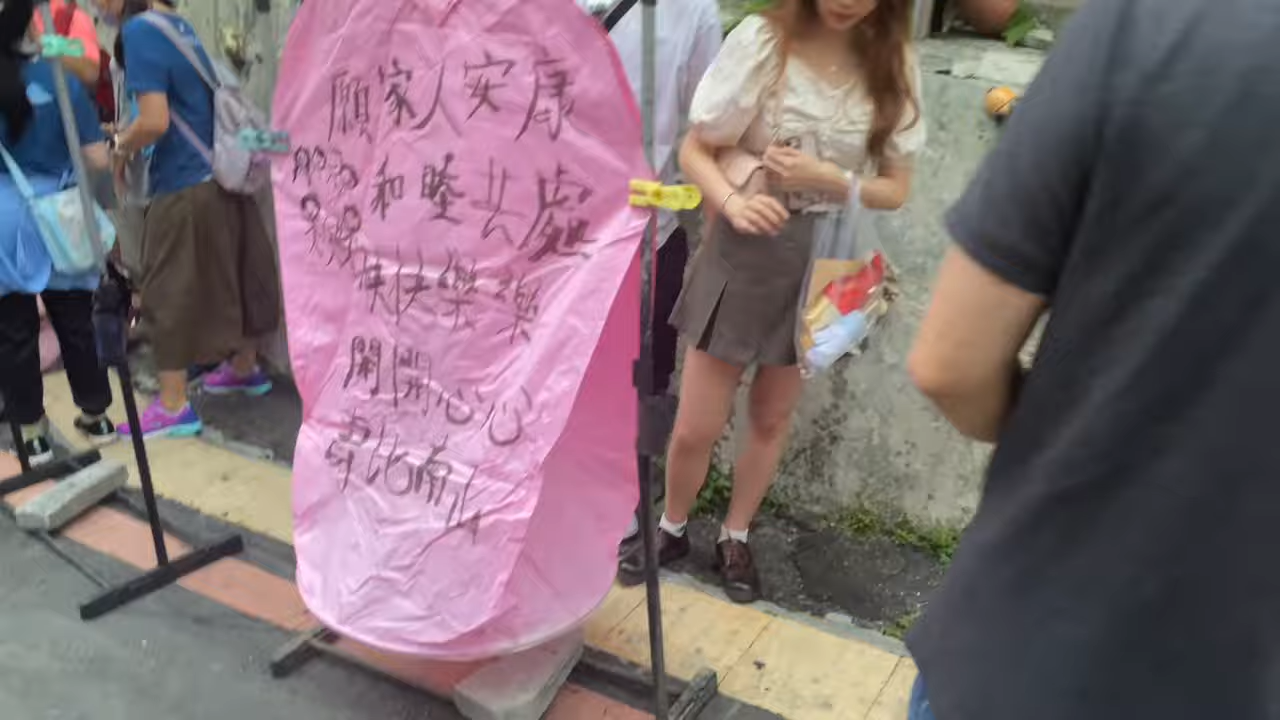 願家人安康
和睦共處
快快樂樂
開開心心
壽比南山